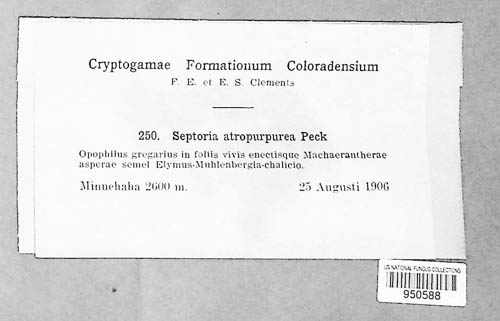 Cryptogamae Formationum Coloradensium
F. E. et E. S. Clements
250. Septoria atropurpurea Peck
Opophilus gregarius in foliis vivis enectisque Machaerantherae
asperae semel Elymus-Muhlenbergia-chalicio.
Minnehaha 2600 m. 25 Augusti 1906
US NATIONAL FUNGUS COLLECTIONS
950588